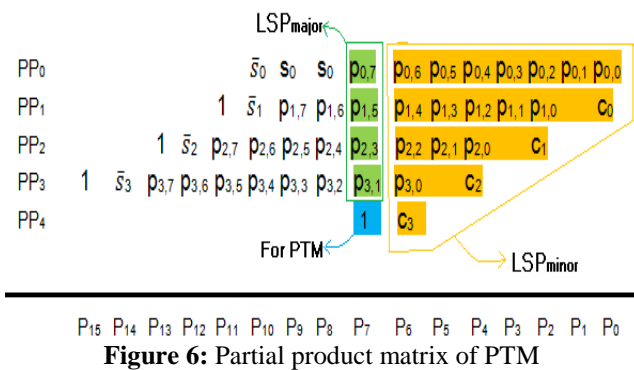 LSPmajor
PP₀ s̄₀ s₀ s₀ p₀,₇ p₀,₆ p₀,₅ p₀,₄ p₀,₃ p₀,₂ p₀,₁ p₀,₀
PP₁ 1 s̄₁ p₁,₇ p₁,₆ p₁,₅ p₁,₄ p₁,₃ p₁,₂ p₁,₁ p₁,₀ c₀
PP₂ 1 s̄₂ p₂,₇ p₂,₆ p₂,₅ p₂,₄ p₂,₃ p₂,₂ p₂,₁ p₂,₀ c₁
PP₃ 1 s̄₃ p₃,₇ p₃,₆ p₃,₅ p₃,₄ p₃,₃ p₃,₂ p₃,₁ p₃,₀ c₂
PP₄ 1 c₃
For PTM
LSPminor
P₁₅ P₁₄ P₁₃ P₁₂ P₁₁ P₁₀ P₉ P₈ P₇ P₆ P₅ P₄ P₃ P₂ P₁ P₀
Figure 6: Partial product matrix of PTM